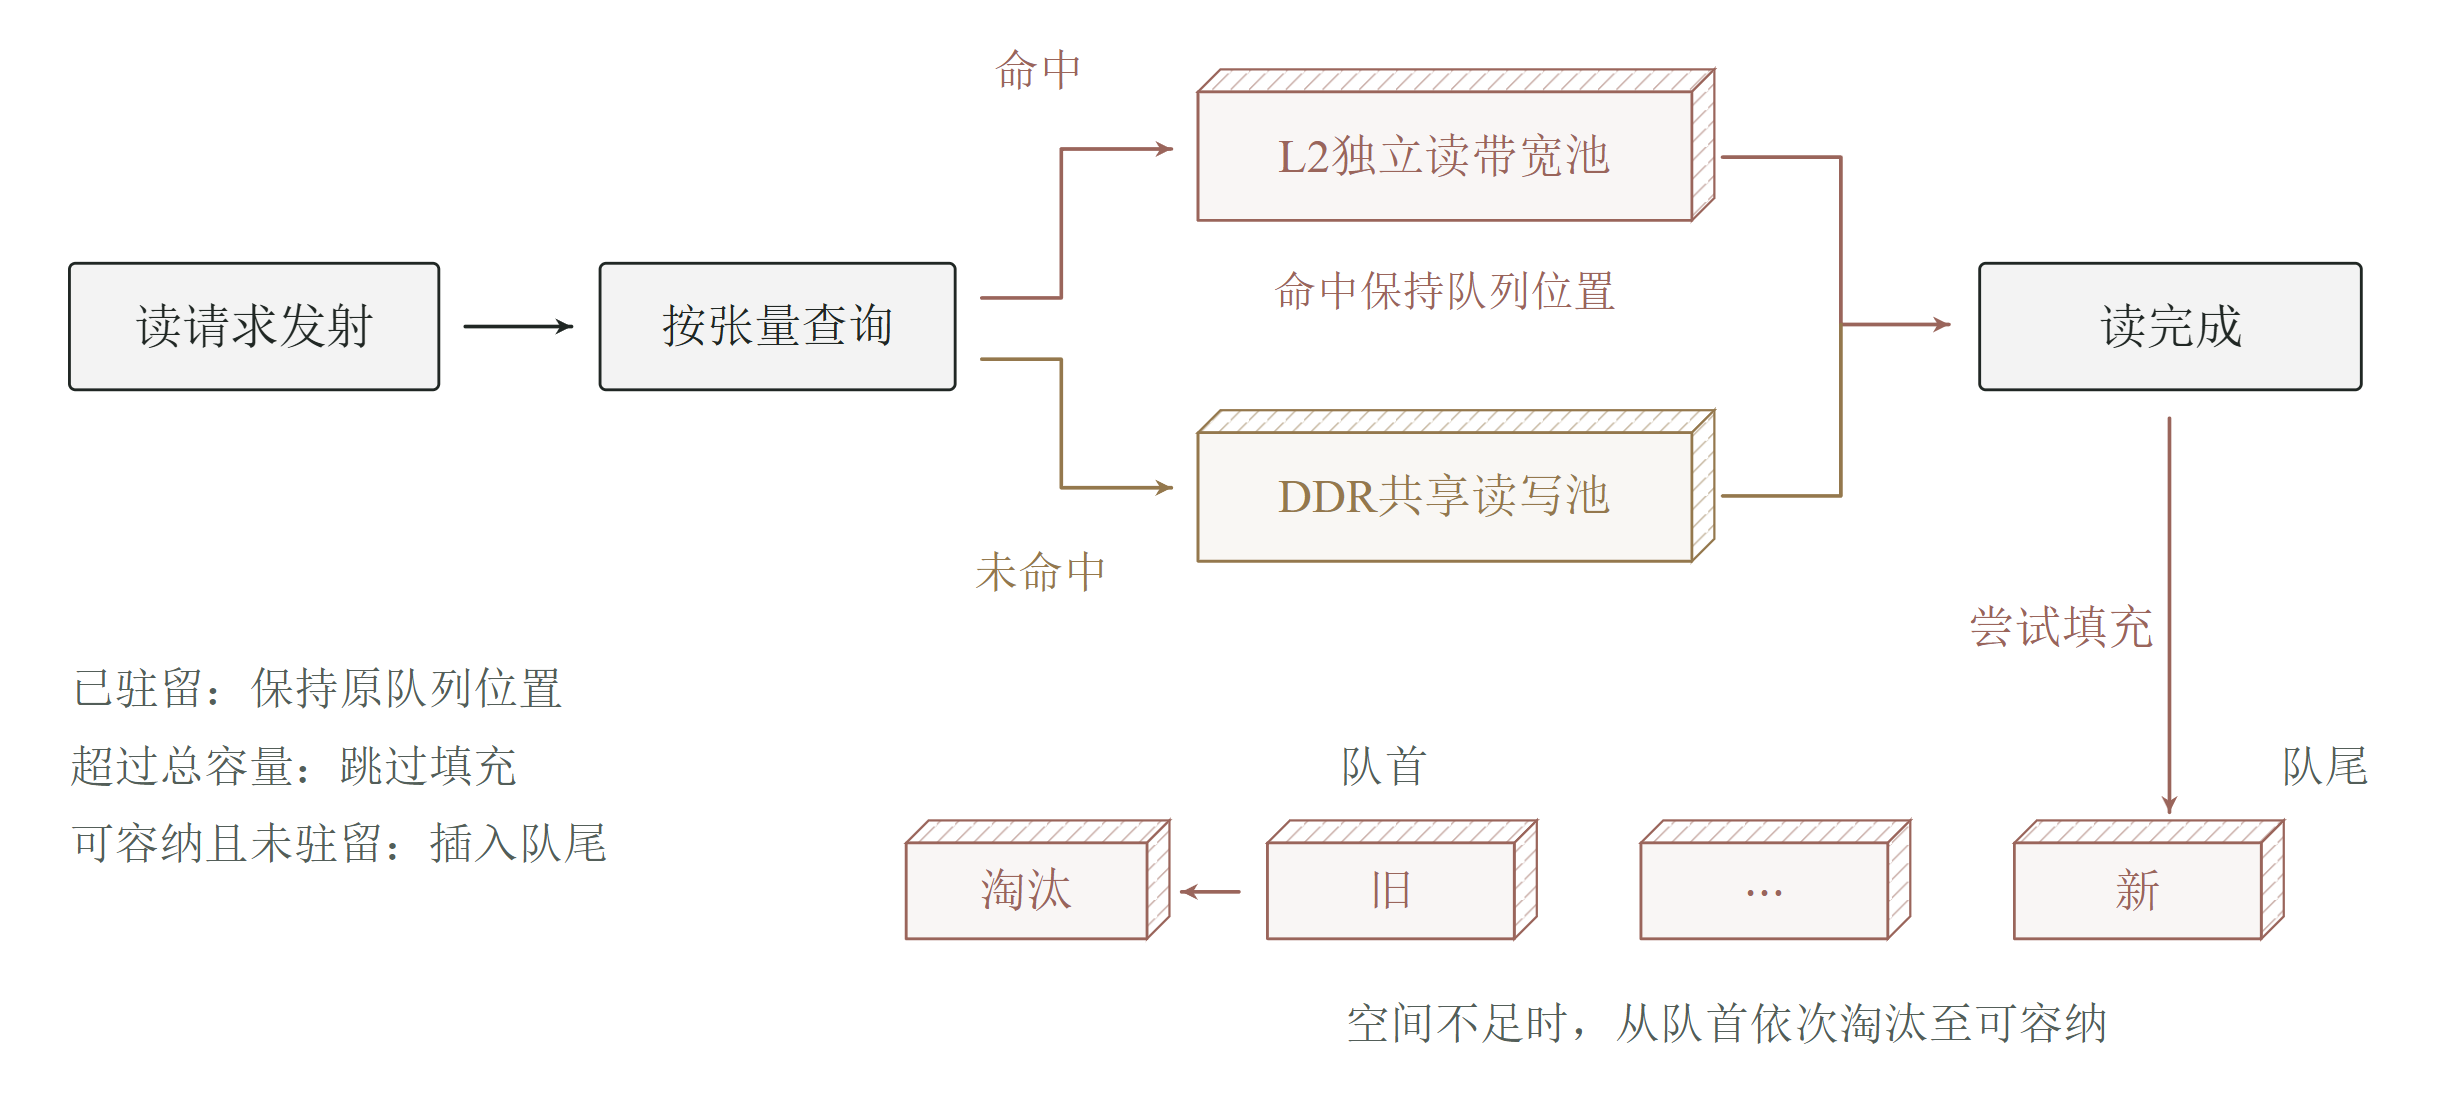 命中
L2独立读带宽池
读请求发射
按张量查询
命中保持队列位置
读完成
DDR共享读写池
未命中
尝试填充
已驻留：保持原队列位置
超过总容量：跳过填充
可容纳且未驻留：插入队尾
队首
队尾
淘汰
旧
···
新
空间不足时，从队首依次淘汰至可容纳